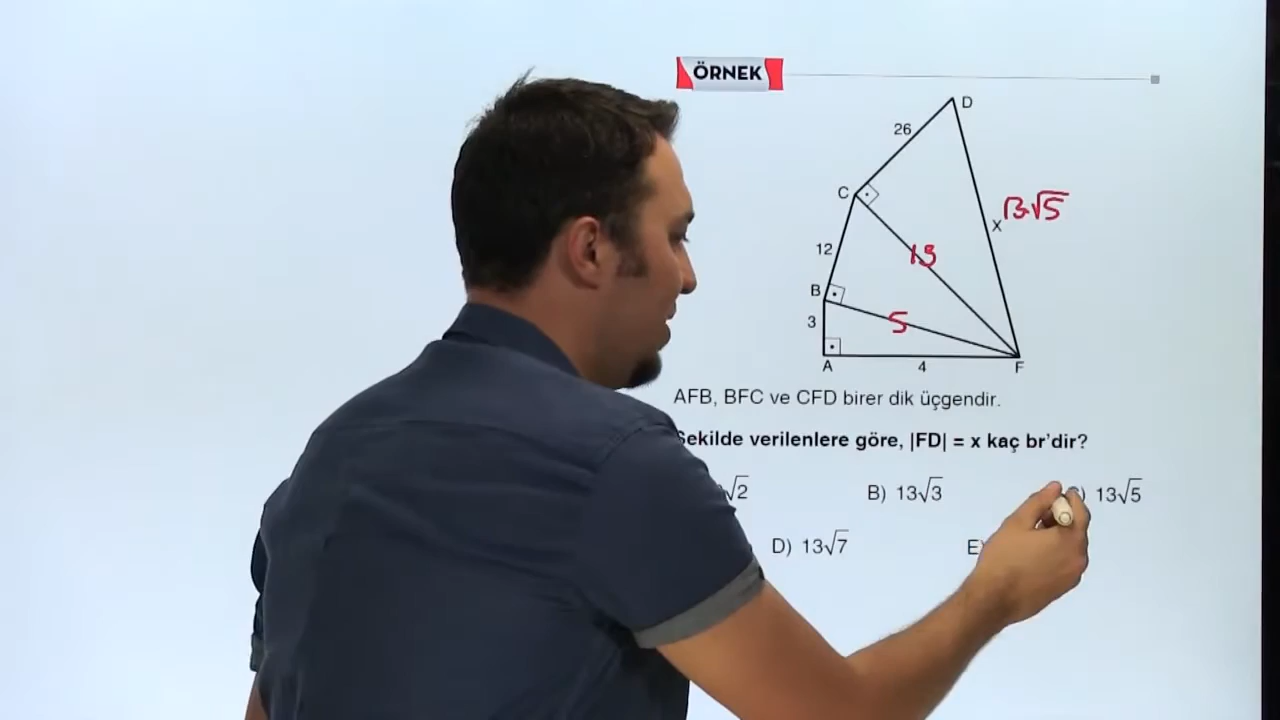 ÖRNEK
D
26
C
x 13√5
13
12
B
5
3
A
4
F
AFB, BFC ve CFD birer dik üçgendir.
Şekilde verilenlere göre, |FD| = x kaç br'dir?
√2
B) 13√3
13√5
D) 13√7
E)